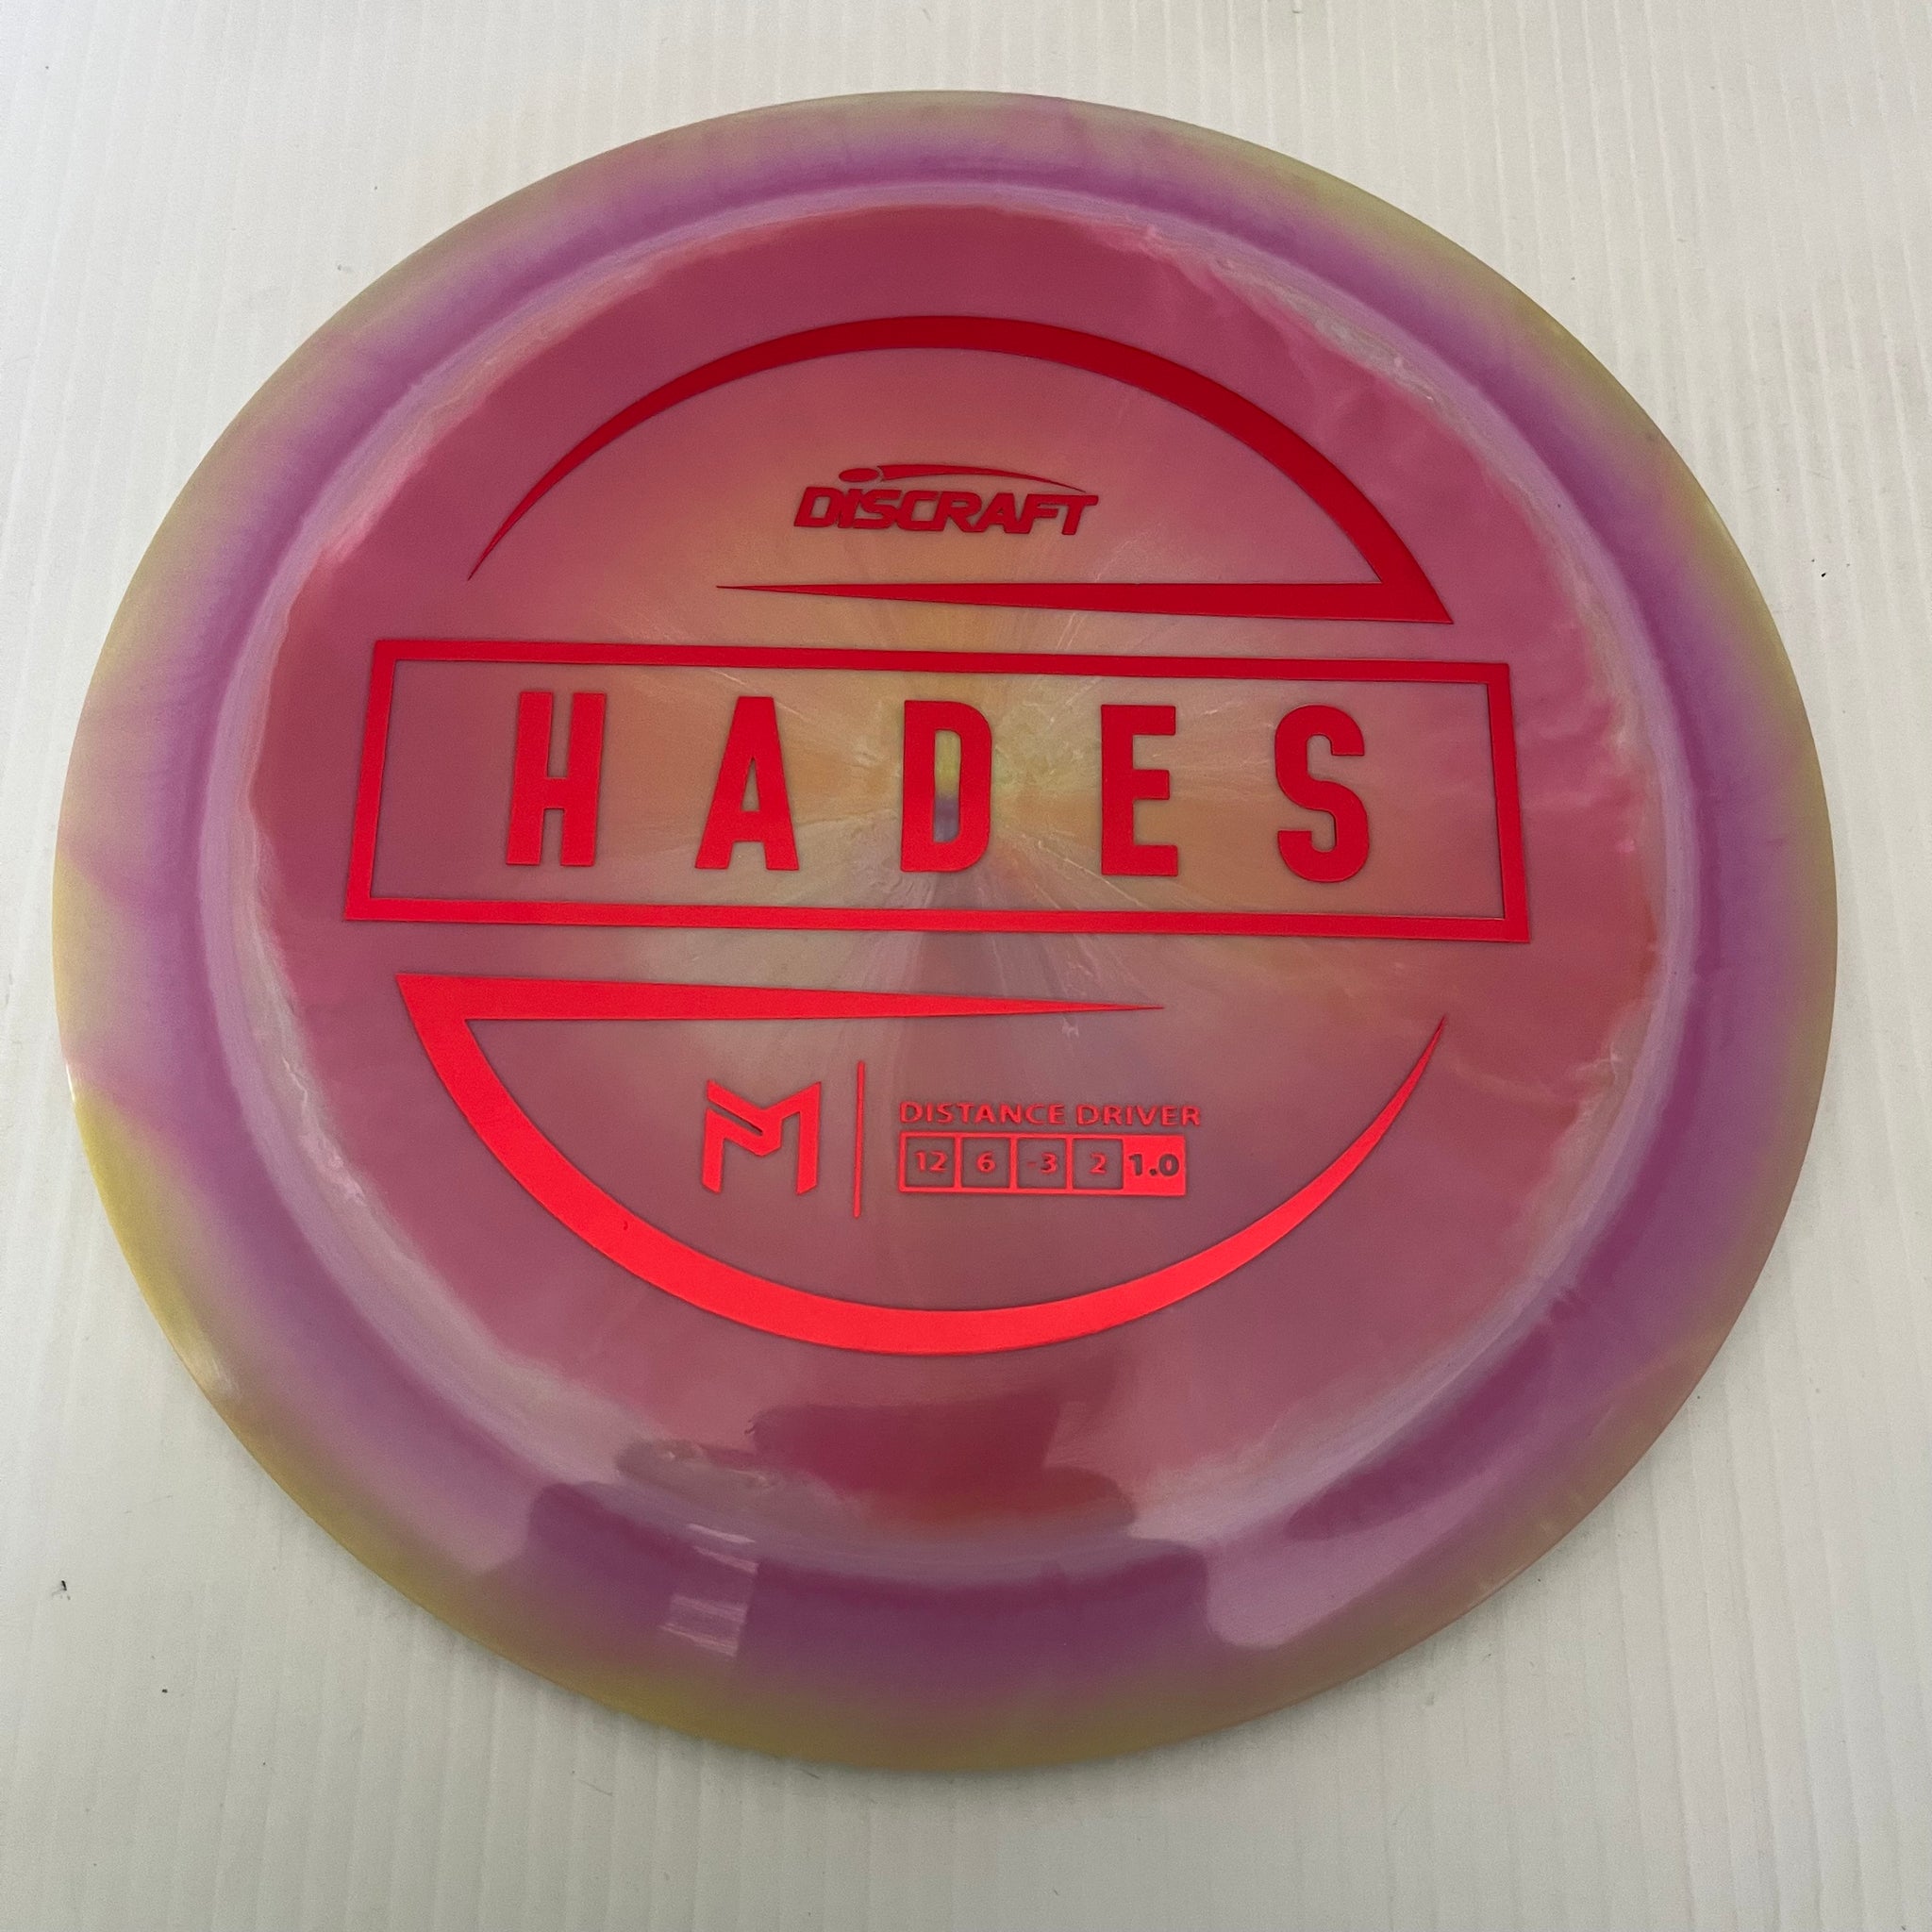 DISCRAFT
HADES
DISTANCE DRIVER
12 6 -3 2 1.0